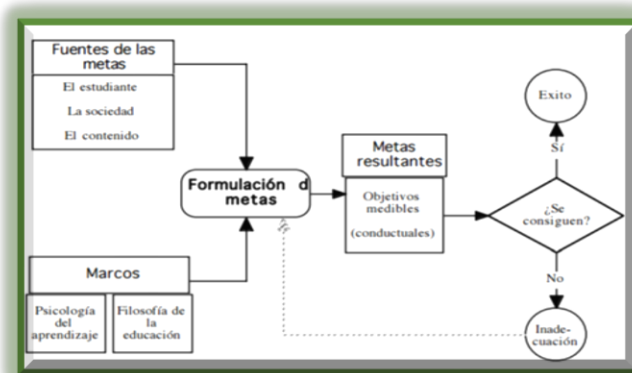 Fuentes de las
metas
El estudiante
La sociedad
El contenido
Formulación d
metas
Marcos
Psicología
del
aprendizaje
Filosofía de
la
educación
Metas
resultantes
Objetivos
medibles
(conductuales)
¿Se
consiguen?
Sí
Exito
No
Inade-
cuación